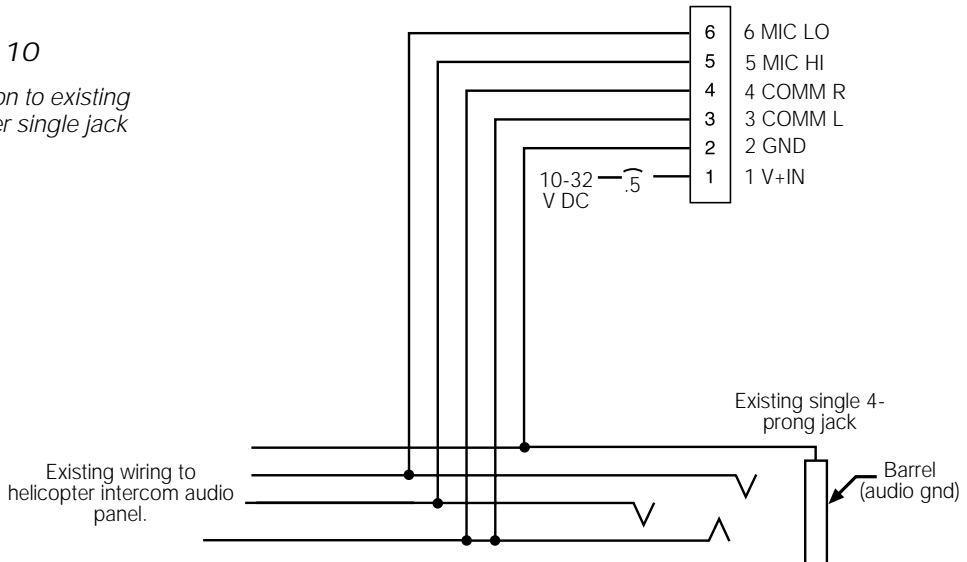 10
on to existing
er single jack
6 6 MIC LO
5 5 MIC HI
4 4 COMM R
3 3 COMM L
2 2 GND
1 1 V+IN
10-32 .5
V DC
Existing single 4-
prong jack
Existing wiring to
helicopter intercom audio
panel.
Barrel
(audio gnd)